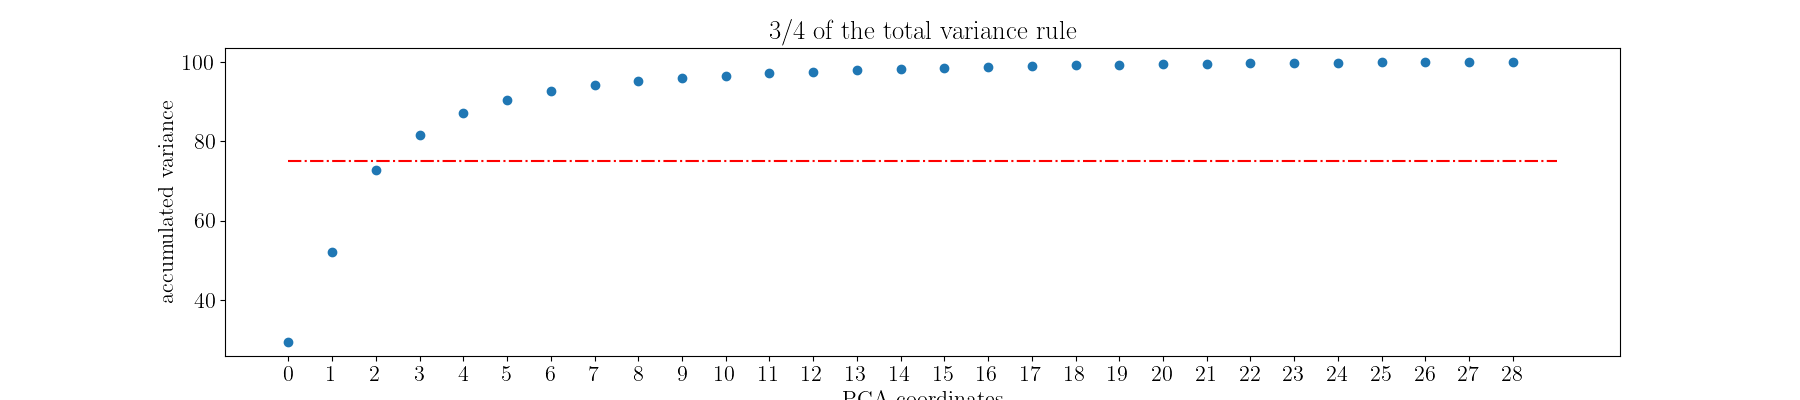 3/4 of the total variance rule
100
80
60
40
accumulated variance
0 1 2 3 4 5 6 7 8 9 10 11 12 13 14 15 16 17 18 19 20 21 22 23 24 25 26 27 28
PCA coordinates